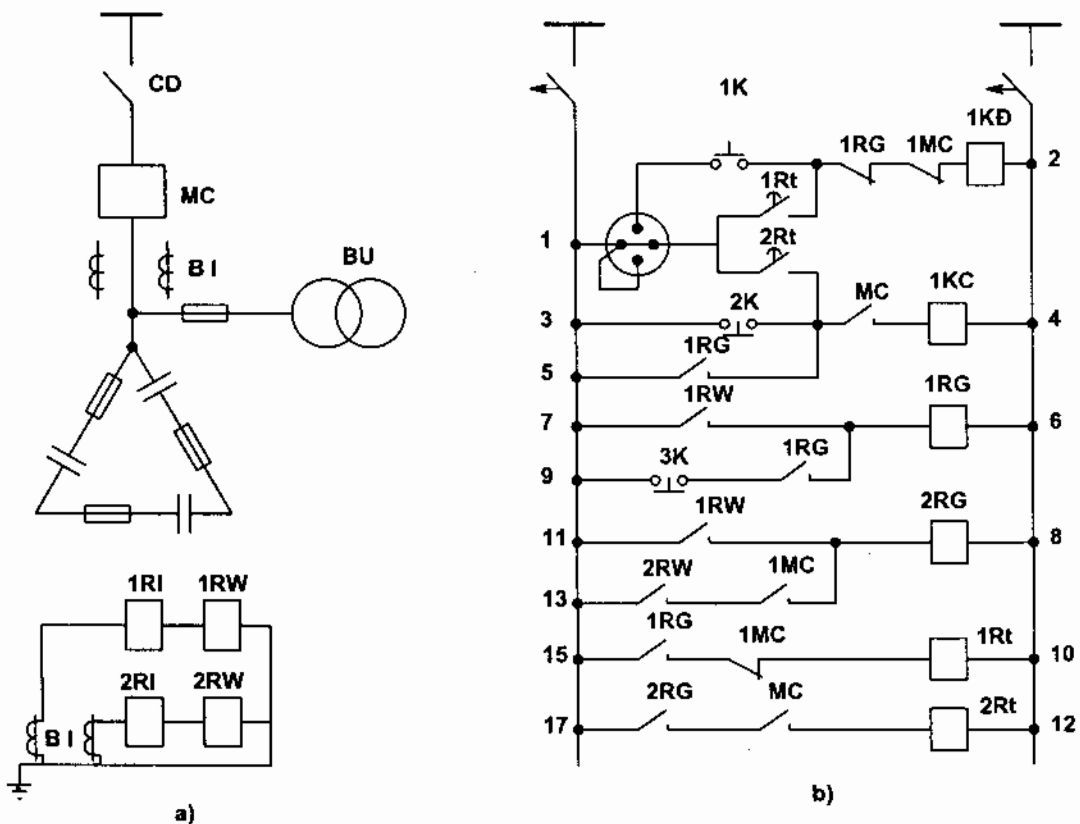 CD
MC
BI
BU
1RI 1RW
2RI 2RW
BI
a)
1K
1KĐ
1RG 1MC
2
1Rt
1
2Rt
3 2K MC 1KC 4
5 1RG
7 1RW 1RG 6
9 3K 1RG
11 1RW 2RG 8
13 2RW 1MC
15 1RG 1MC 1Rt 10
17 2RG MC 2Rt 12
b)